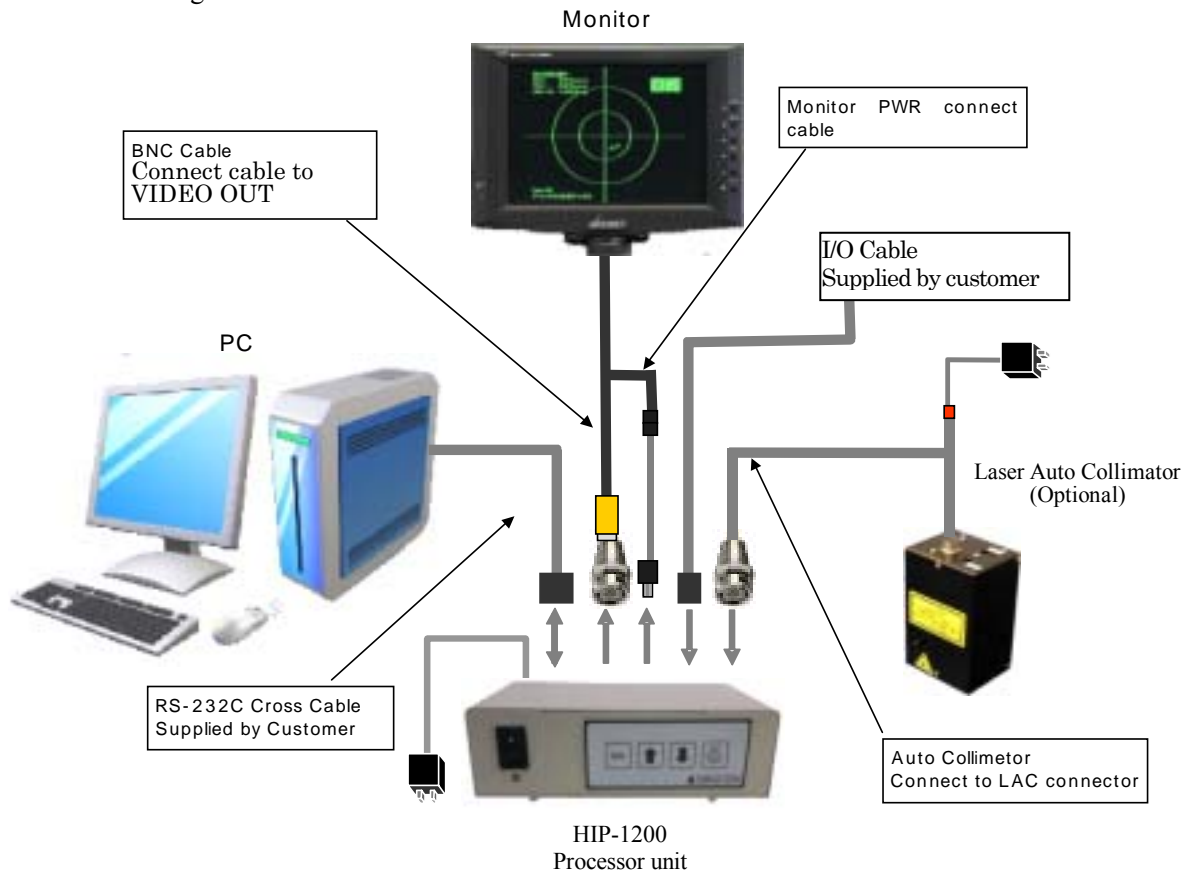 Monitor
Monitor PWR connect
cable
BNC Cable
Connect cable to
VIDEO OUT
I/O Cable
Supplied by customer
PC
Laser Auto Collimator
(Optional)
RS-232C Cross Cable
Supplied by Customer
Auto Collimetor
Connect to LAC connector
HIP-1200
Processor unit